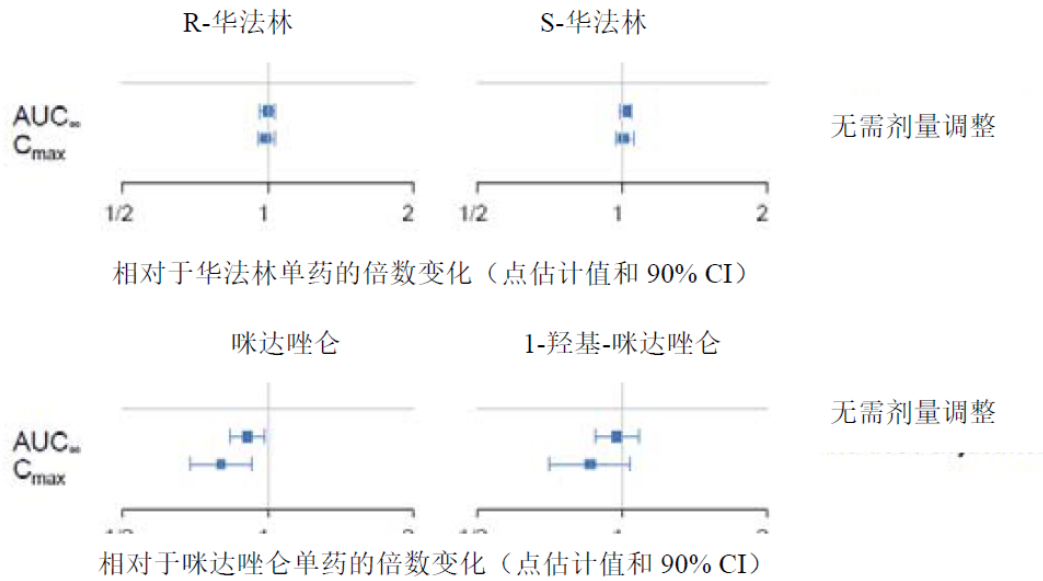 R-华法林 S-华法林
AUC∞
Cmax
无需剂量调整
1/2 1 2 1/2 1 2
相对于华法林单药的倍数变化（点估计值和 90% CI）
咪达唑仑 1-羟基-咪达唑仑
无需剂量调整
AUC∞
Cmax
相对于咪达唑仑单药的倍数变化（点估计值和 90% CI）